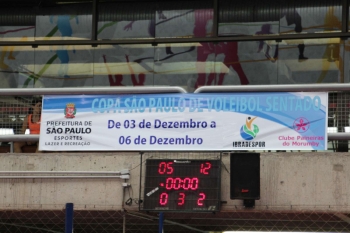 COPA SÃO PAULO DE VOLEIBOL SENTADO
PREFEITURA DE
SÃO PAULO
ESPORTES
LAZER E RECREAÇÃO
De 03 de Dezembro a
06 de Dezembro
Clube Paineiras
do Morumby
05 12
00:00
0 3 2